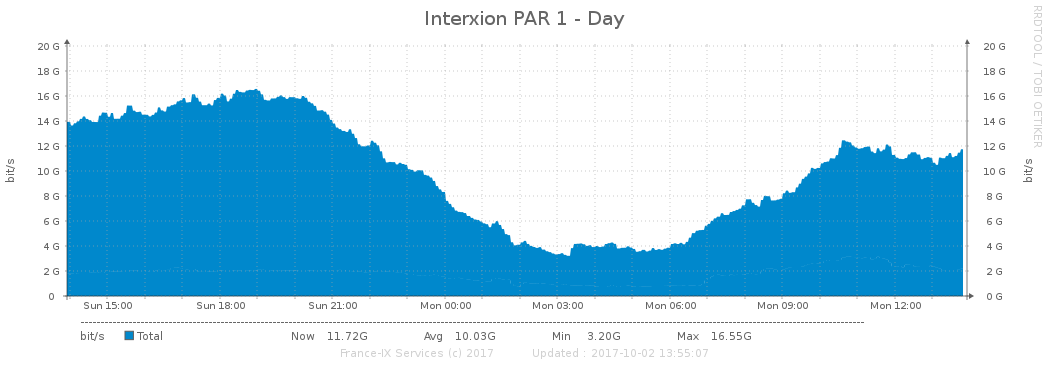 Interxion PAR 1 - Day
RRDTOOL / TOBI OETIKER
20 G 20 G
18 G 18 G
16 G 16 G
14 G 14 G
12 G 12 G
10 G 10 G
8 G 8 G
6 G 6 G
4 G 4 G
2 G 2 G
0 0 G
bit/s
bit/s
Sun 15:00 Sun 18:00 Sun 21:00 Mon 00:00 Mon 03:00 Mon 06:00 Mon 09:00 Mon 12:00
bit/s Total Now 11.72G Avg 10.03G Min 3.20G Max 16.55G
France-IX Services (c) 2017 Updated : 2017-10-02 13:55:07